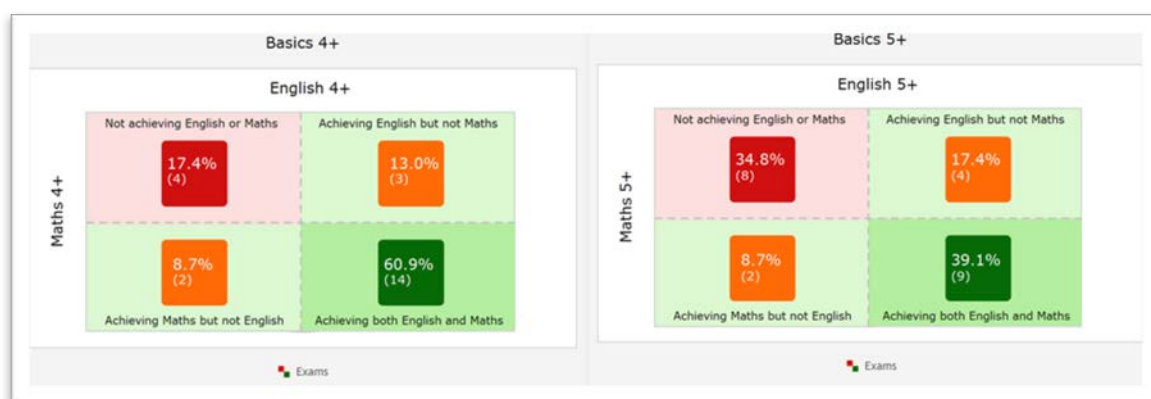 Basics 4+
English 4+
Maths 4+
Not achieving English or Maths
Achieving English but not Maths
17.4%
(4)
13.0%
(3)
8.7%
(2)
60.9%
(14)
Achieving Maths but not English
Achieving both English and Maths
Exams
Basics 5+
English 5+
Maths 5+
Not achieving English or Maths
Achieving English but not Maths
34.8%
(8)
17.4%
(4)
8.7%
(2)
39.1%
(9)
Achieving Maths but not English
Achieving both English and Maths
Exams